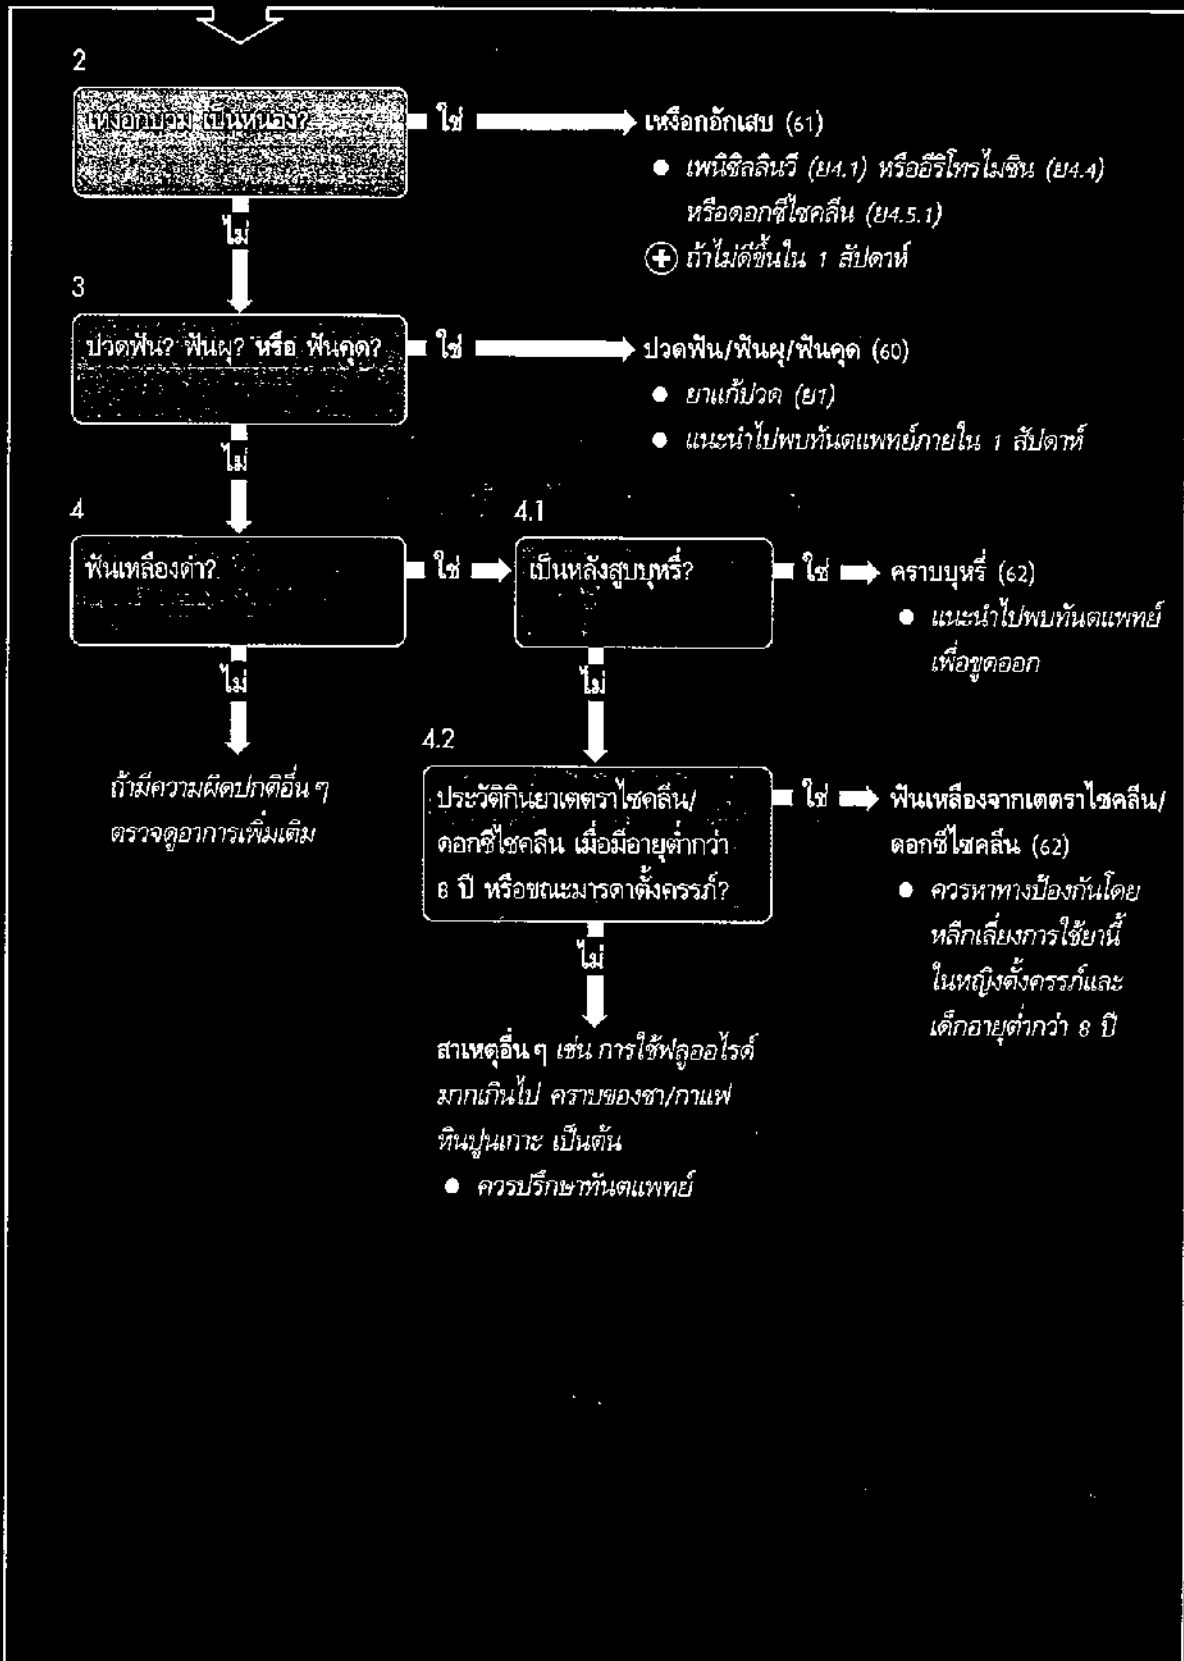 2
เหงือกบวม เป็นหนอง?
ใช่
เหงือกอักเสบ (61)
● เพนิซิลลินวี (ย4.1) หรืออีริโทรไมซิน (ย4.4)
หรือดอกซีไซคลีน (ย4.5.1)
⊕ ถ้าไม่ดีขึ้นใน 1 สัปดาห์
ไม่
3
ปวดฟัน? ฟันผุ? หรือ ฟันคุด?
ใช่
ปวดฟัน/ฟันผุ/ฟันคุด (60)
● ยาแก้ปวด (ย1)
● แนะนำไปพบทันตแพทย์ภายใน 1 สัปดาห์
ไม่
4
ฟันเหลืองดำ?
ใช่
4.1
เป็นหลังสูบบุหรี่?
ใช่
คราบบุหรี่ (62)
● แนะนำไปพบทันตแพทย์
เพื่อขูดออก
ไม่
ถ้ามีความผิดปกติอื่น ๆ
ตรวจดูอาการเพิ่มเติม
ไม่
4.2
ประวัติกินยาเตตราไซคลีน/
ดอกซีไซคลีน เมื่อมีอายุต่ำกว่า
8 ปี หรือขณะมารดาตั้งครรภ์?
ใช่
ฟันเหลืองจากเตตราไซคลีน/
ดอกซีไซคลีน (62)
● ควรหาทางป้องกันโดย
หลีกเลี่ยงการใช้ยานี้
ในหญิงตั้งครรภ์และ
เด็กอายุต่ำกว่า 8 ปี
ไม่
สาเหตุอื่น ๆ เช่น การใช้ฟลูออไรด์
มากเกินไป คราบของชา/กาแฟ
หินปูนเกาะ เป็นต้น
● ควรปรึกษาทันตแพทย์